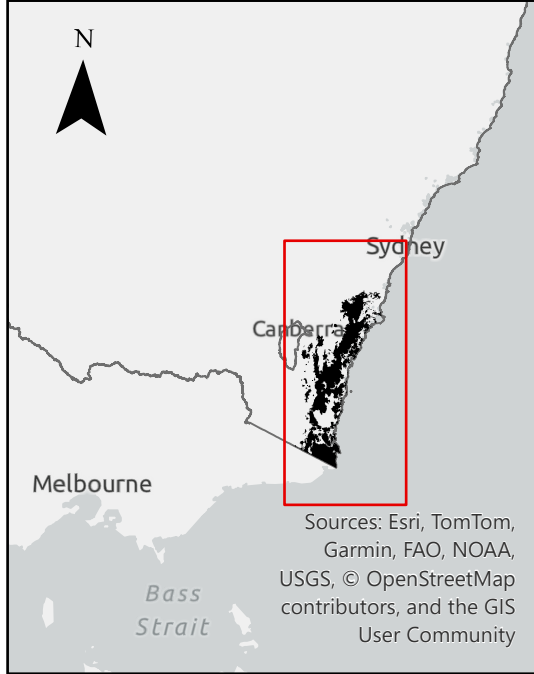 N
Sydney
Canberra
Melbourne
Sources: Esri, TomTom,
Garmin, FAO, NOAA,
USGS, © OpenStreetMap
contributors, and the GIS
User Community
Bass
Strait